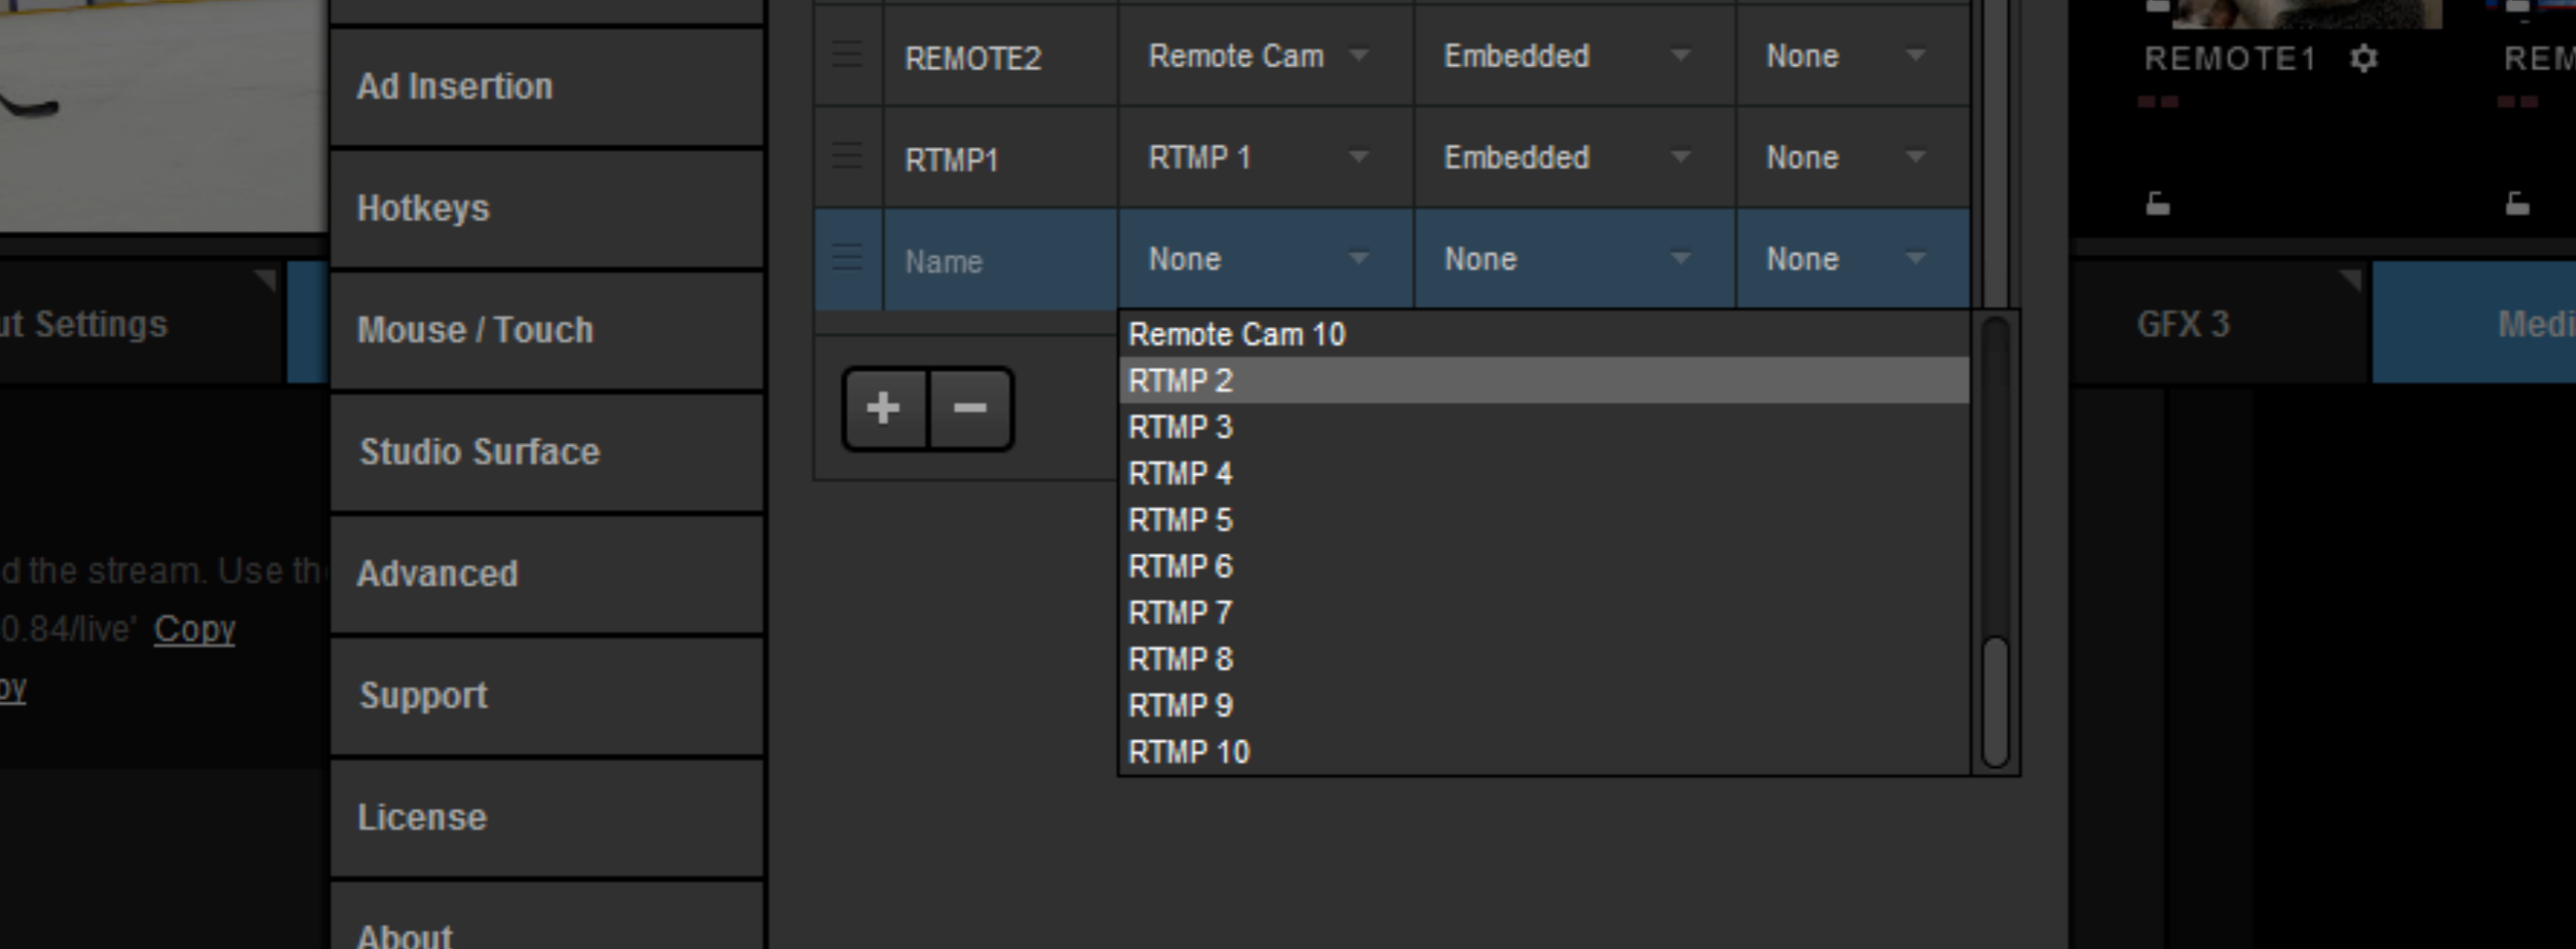 REMOTE2 Remote Cam Embedded None
RTMP1 RTMP 1 Embedded None
Name None None None
Remote Cam 10
RTMP 2
RTMP 3
RTMP 4
RTMP 5
RTMP 6
RTMP 7
RTMP 8
RTMP 9
RTMP 10
Ad Insertion
Hotkeys
Mouse / Touch
Studio Surface
Advanced
Support
License
About
ut Settings
d the stream. Use th
0.84/live' Copy
py
REMOTE1
REM
GFX 3
Medi